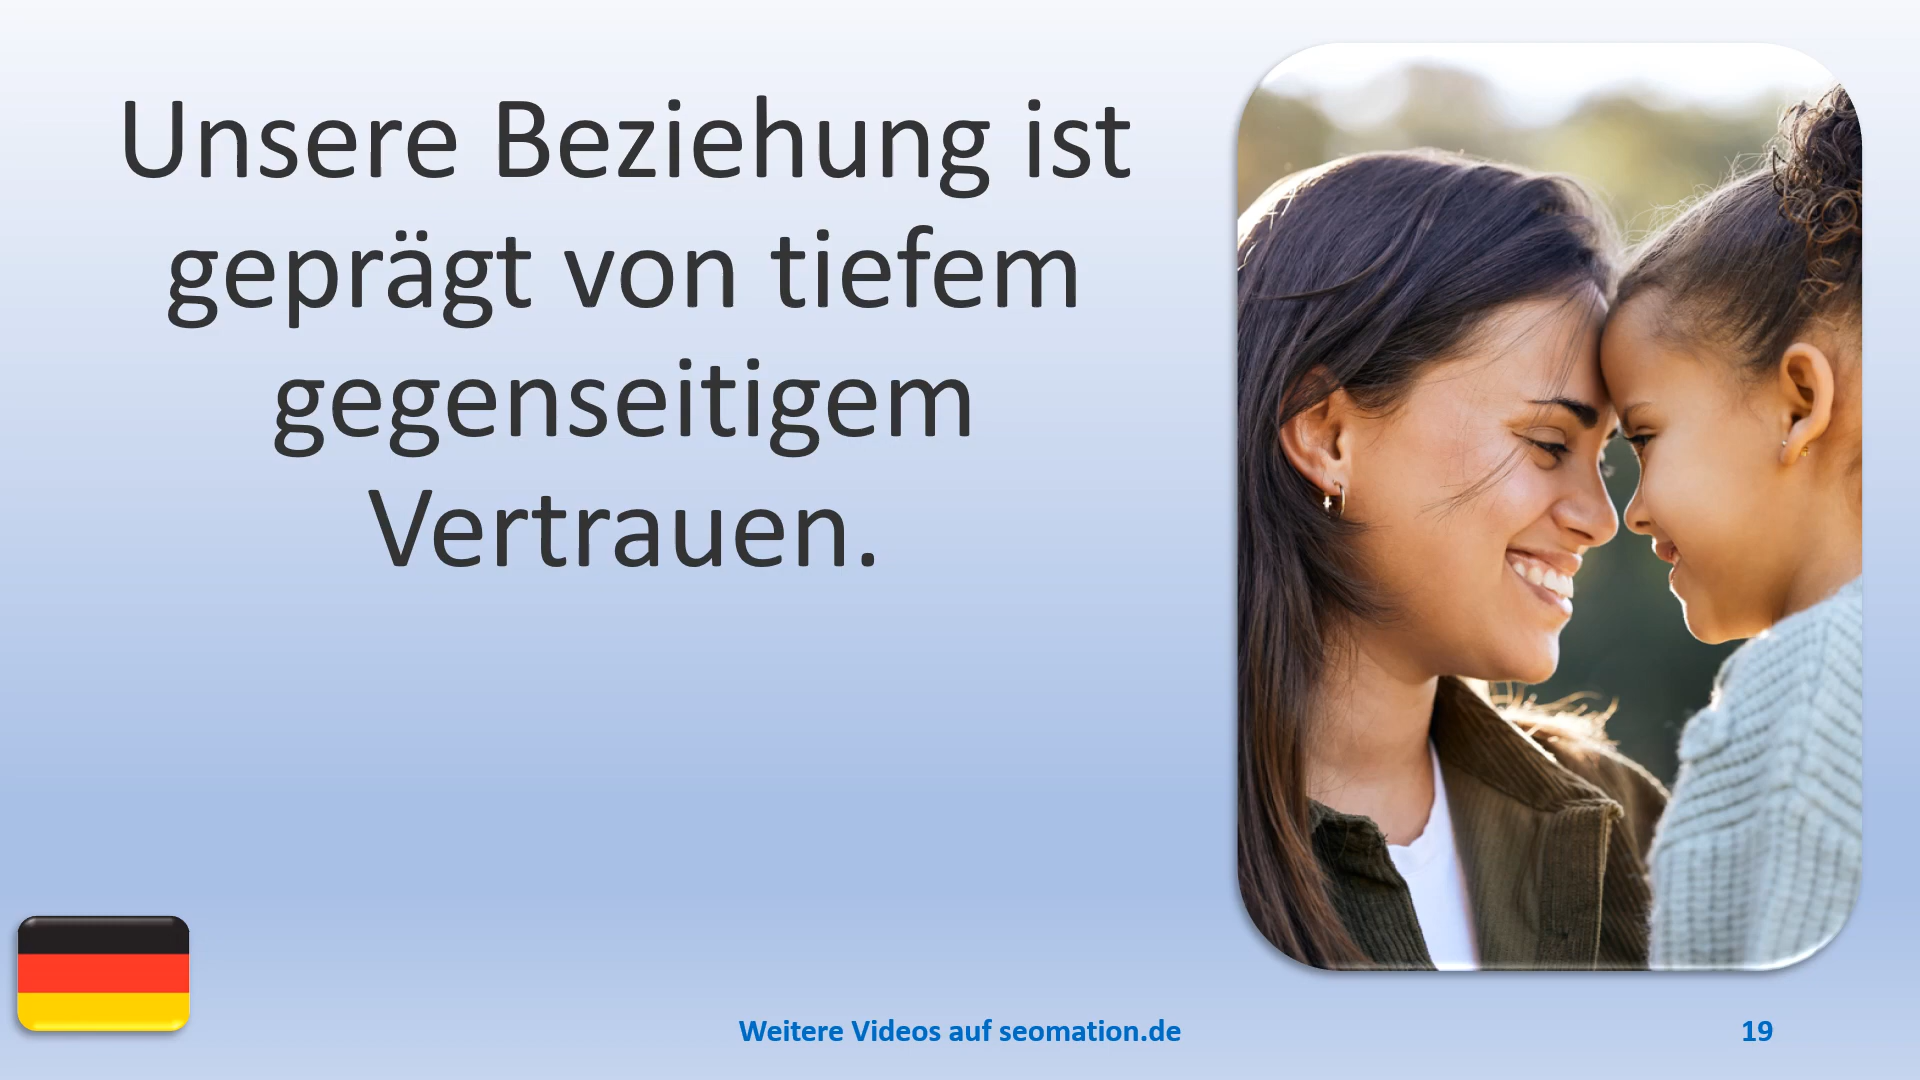 Unsere Beziehung ist
geprägt von tiefem
gegenseitigem
Vertrauen.
Weitere Videos auf seomation.de
19